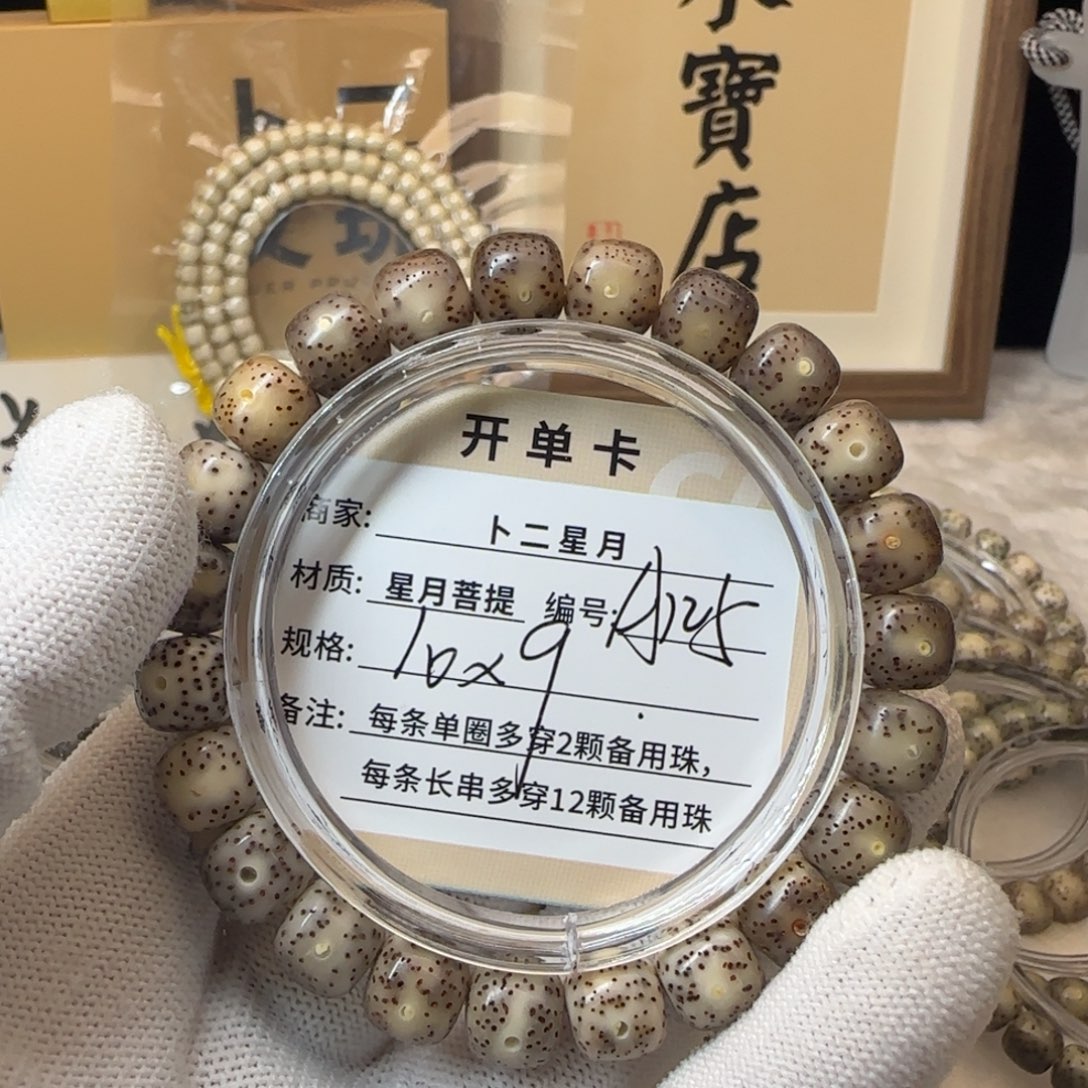 寶
店
开单卡
商家: 卜二星月
材质: 星月菩提 编号:
规格: 10x9
备注: 每条单圈多穿2颗备用珠,
每条长串多穿12颗备用珠